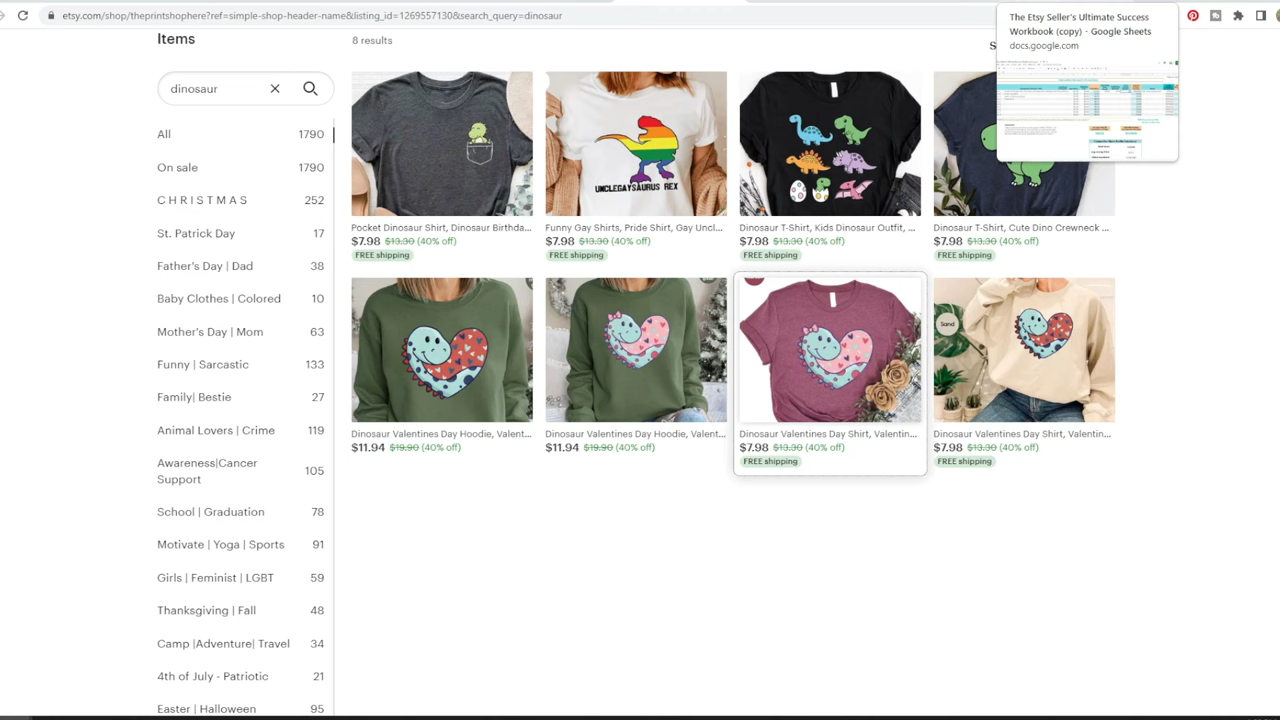 etsy.com/shop/theprintshophere?ref=simple-shop-header-name&listing_id=1269557130&search_query=dinosaur
The Etsy Seller's Ultimate Success
Workbook (copy) - Google Sheets
docs.google.com
Items
8 results
S
dinosaur
All 790
On sale 1790
C H R I S T M A S 252
St. Patrick Day 17
Father's Day | Dad 38
Baby Clothes | Colored 10
Mother's Day | Mom 63
Funny | Sarcastic 133
Family| Bestie 27
Animal Lovers | Crime 119
Awareness|Cancer
Support 105
School | Graduation 78
Motivate | Yoga | Sports 91
Girls | Feminist | LGBT 59
Thanksgiving | Fall 48
Camp |Adventure| Travel 34
4th of July - Patriotic 21
Easter | Halloween 95
UNCLEGAYSAURUS REX
Pocket Dinosaur Shirt, Dinosaur Birthda...
$7.98 $13.30 (40% off)
FREE shipping
Funny Gay Shirts, Pride Shirt, Gay Uncl...
$7.98 $13.30 (40% off)
FREE shipping
Dinosaur T-Shirt, Kids Dinosaur Outfit, ...
$7.98 $13.30 (40% off)
FREE shipping
Dinosaur T-Shirt, Cute Dino Crewneck ...
$7.98 $13.30 (40% off)
FREE shipping
Sand
Dinosaur Valentines Day Hoodie, Valent...
$11.94 $19.90 (40% off)
Dinosaur Valentines Day Hoodie, Valent...
$11.94 $19.90 (40% off)
Dinosaur Valentines Day Shirt, Valentin...
$7.98 $13.30 (40% off)
FREE shipping
Dinosaur Valentines Day Shirt, Valentin...
$7.98 $13.30 (40% off)
FREE shipping